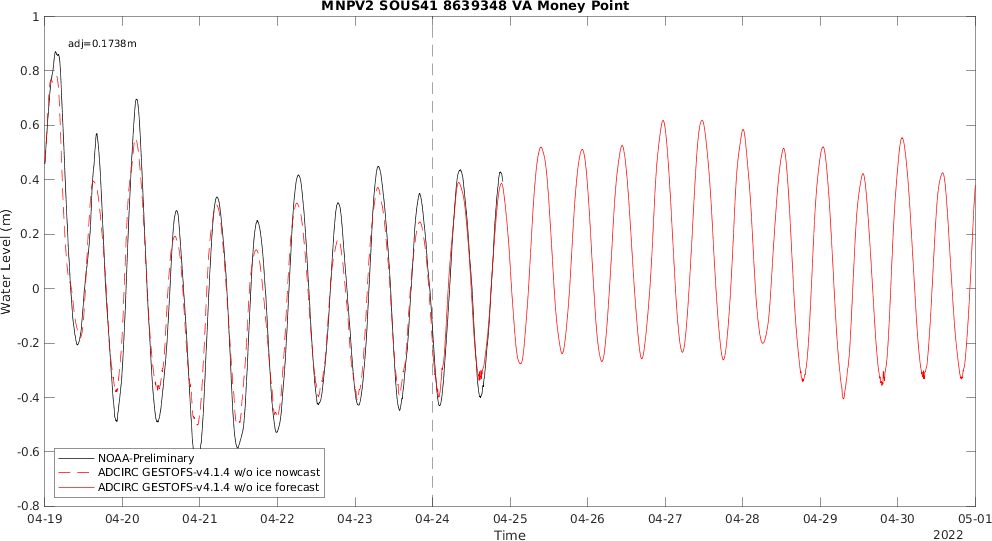 MNPV2 SOUS41 8639348 VA Money Point
adj=0.1738m
1
0.8
0.6
0.4
0.2
0
-0.2
-0.4
-0.6
-0.8
Water Level (m)
NOAA-Preliminary
ADCIRC GESTOFS-v4.1.4 w/o ice nowcast
ADCIRC GESTOFS-v4.1.4 w/o ice forecast
04-19 04-20 04-21 04-22 04-23 04-24 04-25 04-26 04-27 04-28 04-29 04-30 05-01
Time
2022